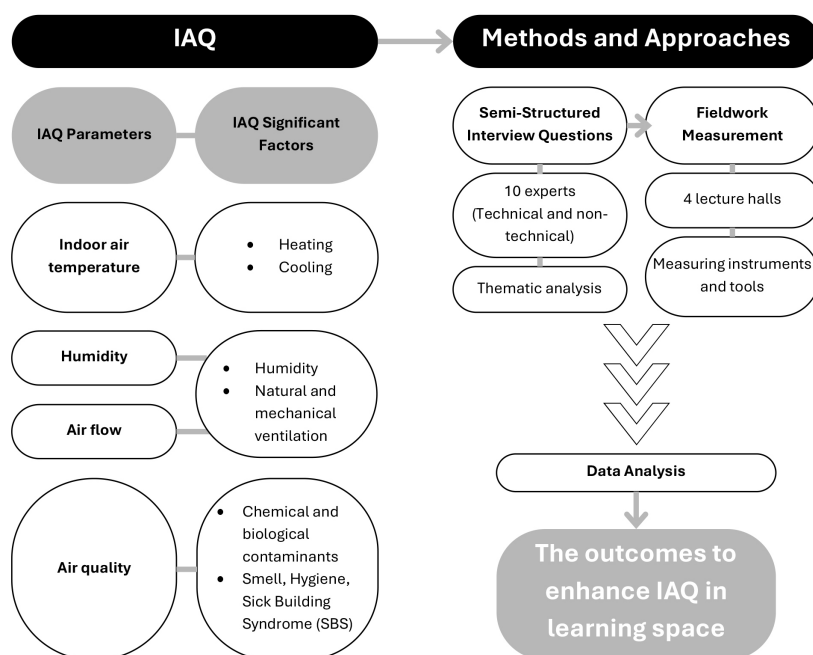 IAQ
Methods and Approaches
IAQ Parameters
IAQ Significant
Factors
Indoor air
temperature
• Heating
• Cooling
Humidity
Air flow
• Humidity
• Natural and
mechanical
ventilation
Air quality
• Chemical and
biological
contaminants
• Smell, Hygiene,
Sick Building
Syndrome (SBS)
Semi-Structured
Interview Questions
10 experts
(Technical and non-
technical)
Thematic analysis
Fieldwork
Measurement
4 lecture halls
Measuring instruments
and tools
Data Analysis
The outcomes to
enhance IAQ in
learning space